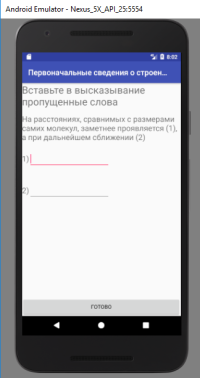 Android Emulator - Nexus_5X_API_25:5554
8:02
Первоначальные сведения о строен...
Вставьте в высказывание
пропущенные слова
На расстояниях, сравнимых с размерами
самих молекул, заметнее проявляется (1),
а при дальнейшем сближении (2)
1)
2)
ГОТОВО